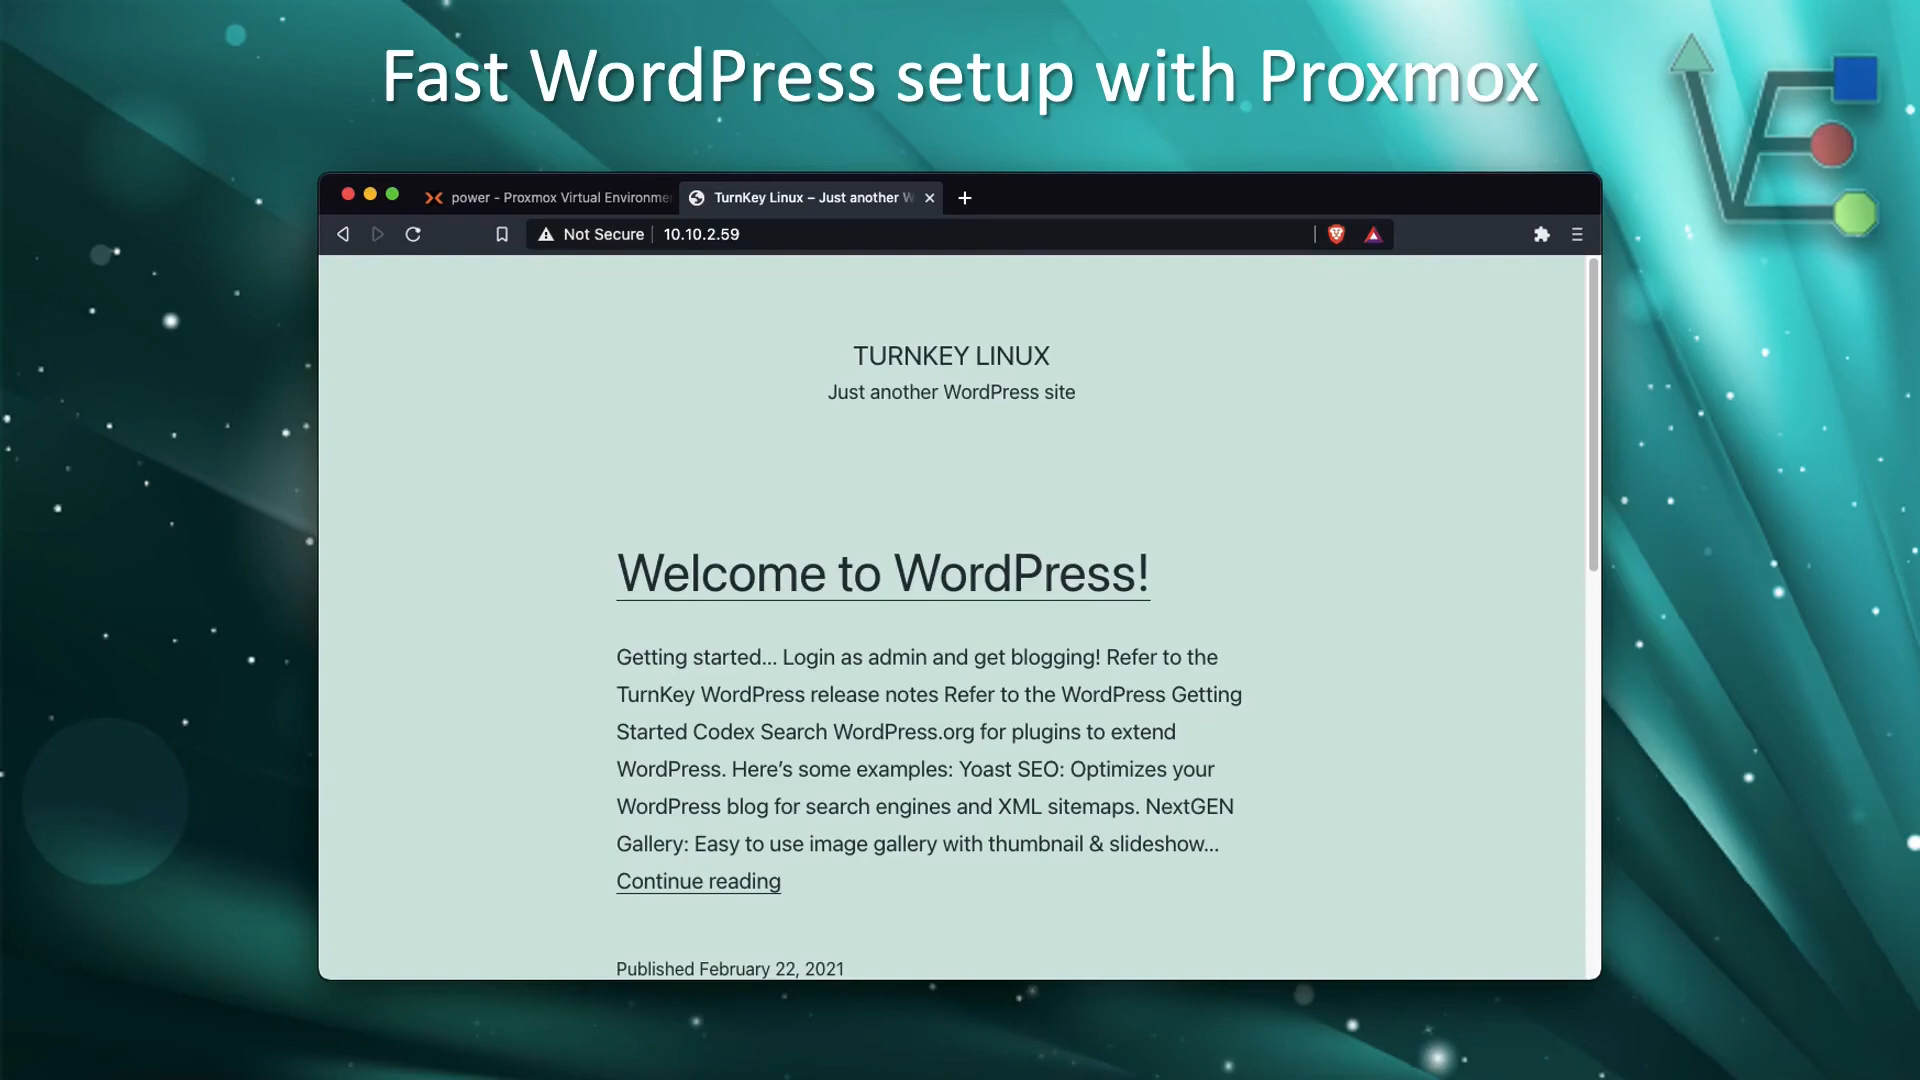 Fast WordPress setup with Proxmox
power - Proxmox Virtual Environme
TurnKey Linux – Just another W
Not Secure
10.10.2.59
TURNKEY LINUX
Just another WordPress site
Welcome to WordPress!
Getting started... Login as admin and get blogging! Refer to the
TurnKey WordPress release notes Refer to the WordPress Getting
Started Codex Search WordPress.org for plugins to extend
WordPress. Here’s some examples: Yoast SEO: Optimizes your
WordPress blog for search engines and XML sitemaps. NextGEN
Gallery: Easy to use image gallery with thumbnail & slideshow...
Continue reading
Published February 22, 2021